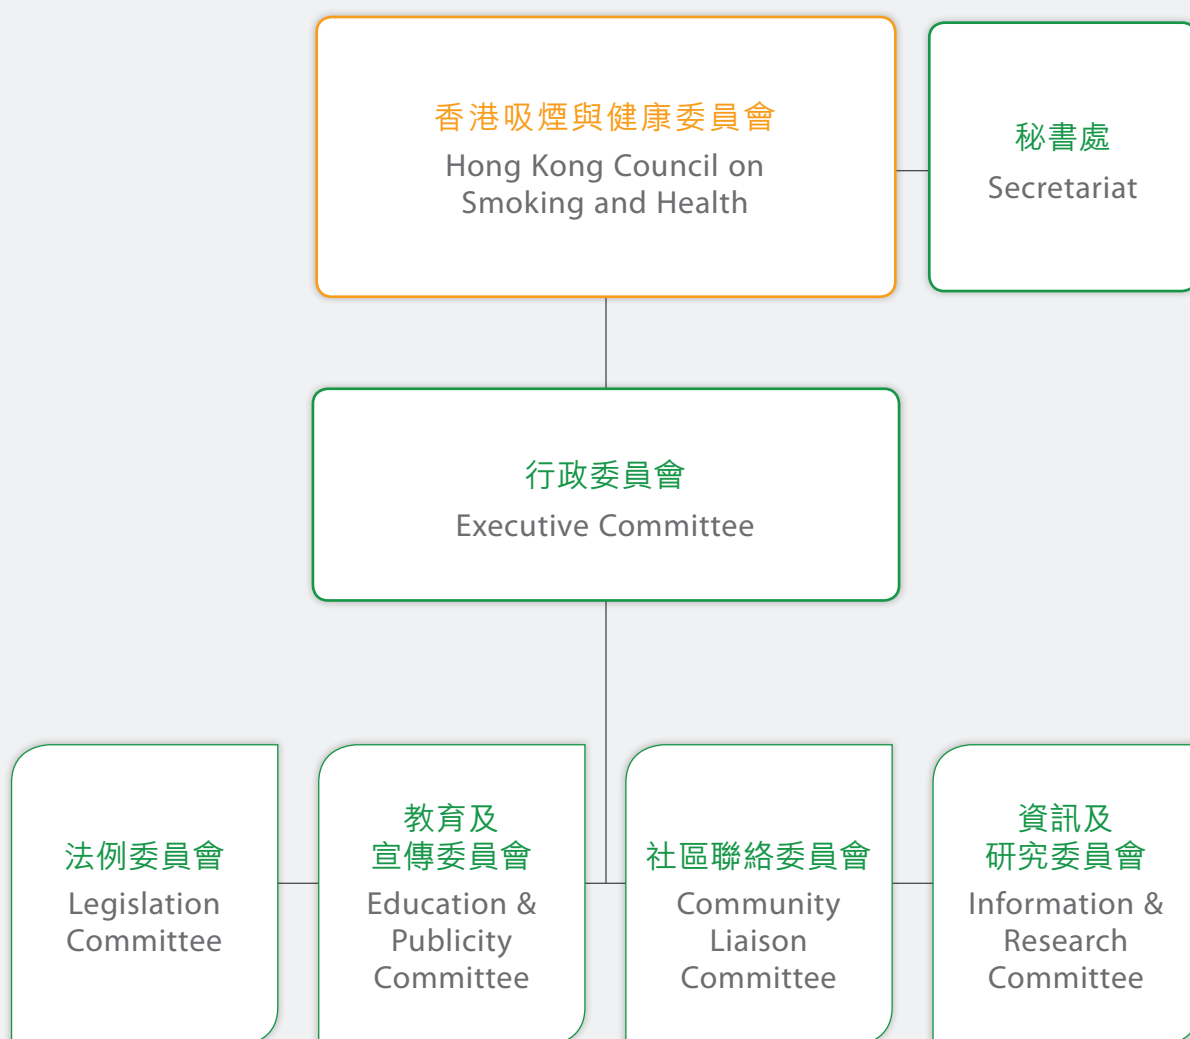 香港吸煙與健康委員會
Hong Kong Council on
Smoking and Health
秘書處
Secretariat
行政委員會
Executive Committee
法例委員會
Legislation
Committee
教育及
宣傳委員會
Education &
Publicity
Committee
社區聯絡委員會
Community
Liaison
Committee
資訊及
研究委員會
Information &
Research
Committee